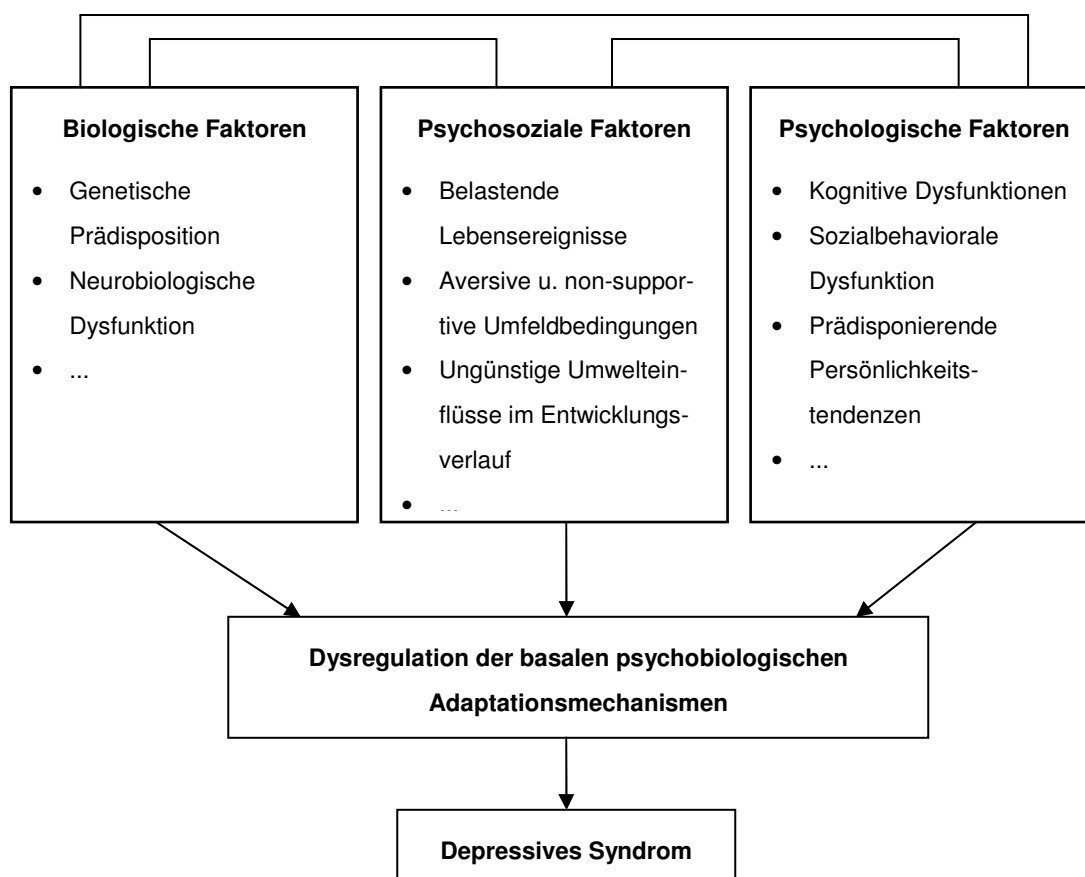 Biologische Faktoren
• Genetische
Prädisposition
• Neurobiologische
Dysfunktion
• ...
Psychosoziale Faktoren
• Belastende
Lebensereignisse
• Aversive u. non-suppor-
tive Umfeldbedingungen
• Ungünstige Umweltein-
flüsse im Entwicklungs-
verlauf
• ...
Psychologische Faktoren
• Kognitive Dysfunktionen
• Sozialbehaviorale
Dysfunktion
• Prädisponierende
Persönlichkeits-
tendenzen
• ...
Dysregulation der basalen psychobiologischen
Adaptationsmechanismen
Depressives Syndrom